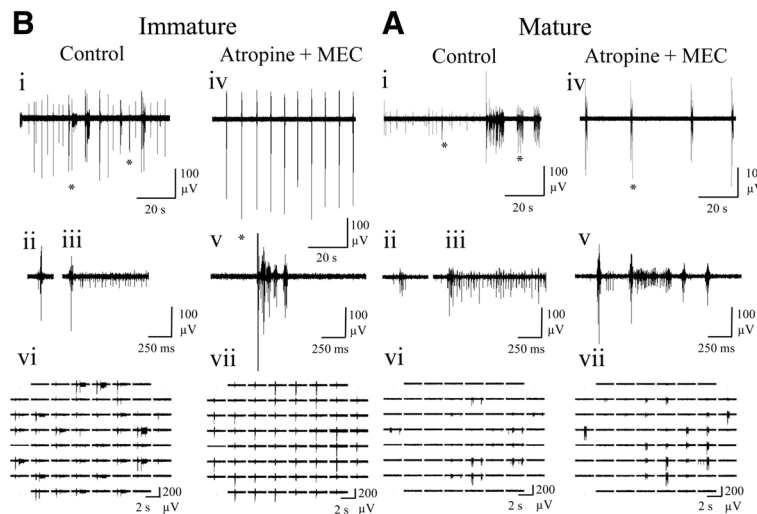 B Immature
Control Atropine + MEC
i iv
* *
100
µV
20 s
100
µV
20 s
ii iii v *
100
µV
250 ms
100
µV
250 ms
vi vii
200
µV
2 s
200
µV
2 s
A Mature
Control Atropine + MEC
i iv
* * *
100
µV
20 s
µV
20 s
ii iii v
100
µV
250 ms
100
µV
250 ms
vi vii
200
µV
2 s
200
µV
2 s